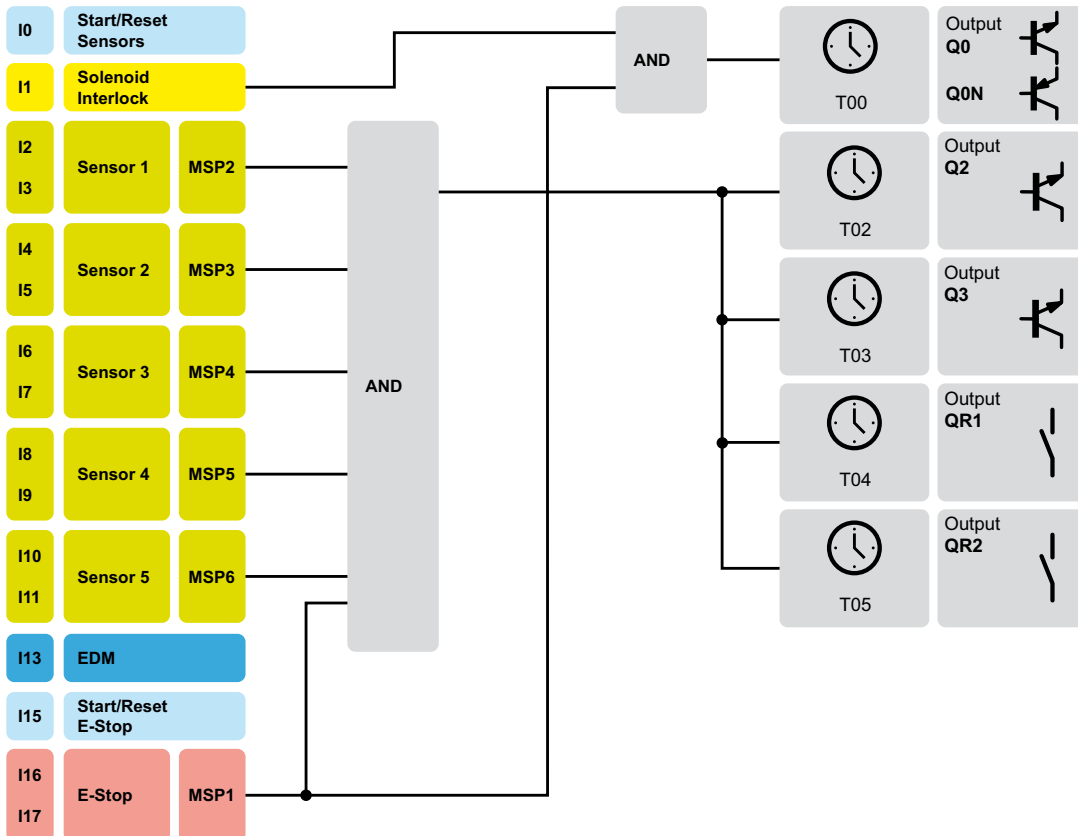 I0
Start/Reset
Sensors
I1
Solenoid
Interlock
I2
I3
Sensor 1
MSP2
I4
I5
Sensor 2
MSP3
I6
I7
Sensor 3
MSP4
I8
I9
Sensor 4
MSP5
I10
I11
Sensor 5
MSP6
I13
EDM
I15
Start/Reset
E-Stop
I16
I17
E-Stop
MSP1
AND
AND
T00
Output
Q0
Q0N
T02
Output
Q2
T03
Output
Q3
T04
Output
QR1
T05
Output
QR2